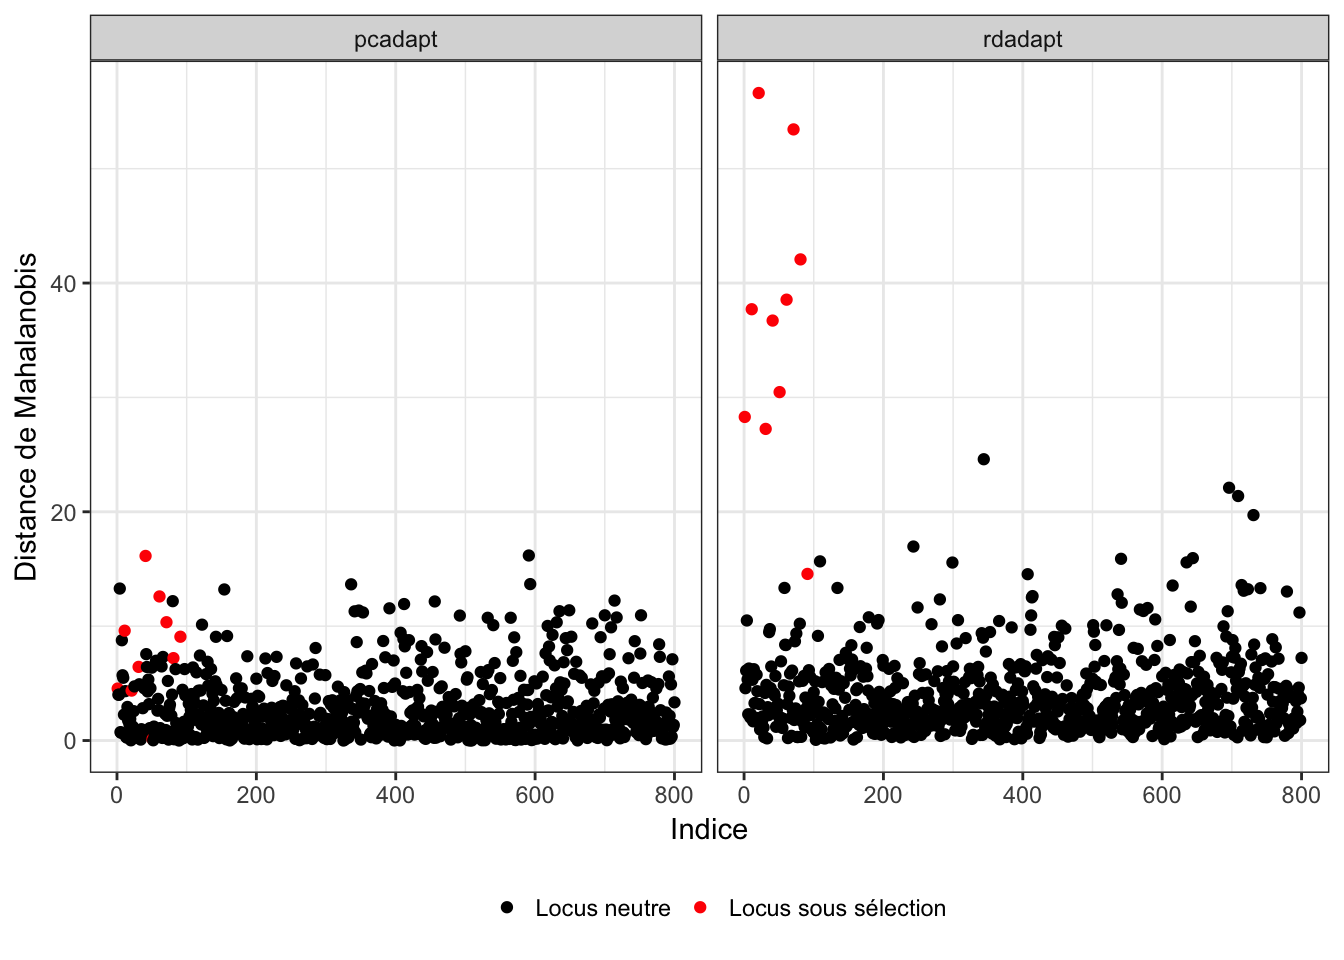 pcadapt
rdadapt
Distance de Mahalanobis
40
20
0
0 200 400 600 800
0 200 400 600 800
Indice
Locus neutre
Locus sous sélection